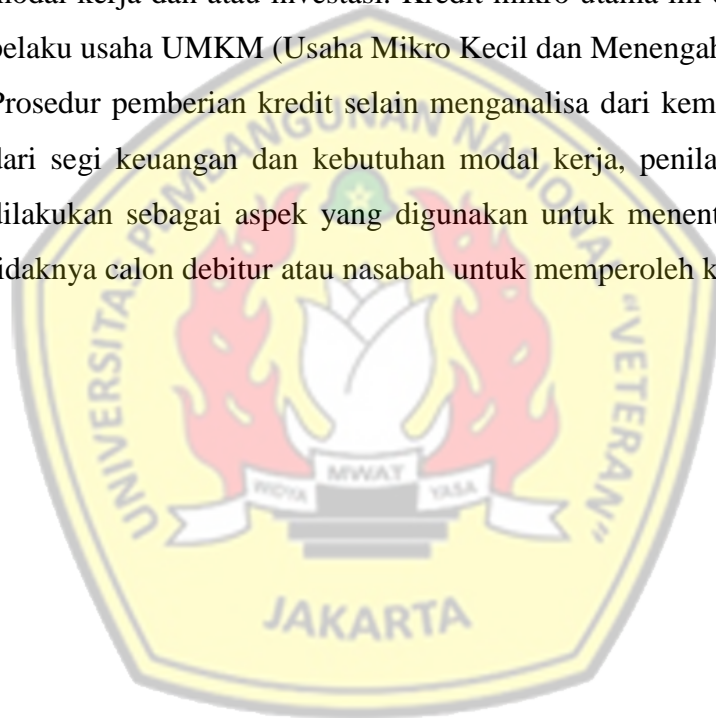 modal kerja dan atau investasi. Kredit mikro utama ini
pelaku usaha UMKM (Usaha Mikro Kecil dan Menengah
Prosedur pemberian kredit selain menganalisa dari kem
dari segi keuangan dan kebutuhan modal kerja, penila
dilakukan sebagai aspek yang digunakan untuk menent
tidaknya calon debitur atau nasabah untuk memperoleh k
UNIVERSITAS PEMBANGUNAN NASIONAL "VETERAN"
WIDYA MWAT YASA
JAKARTA